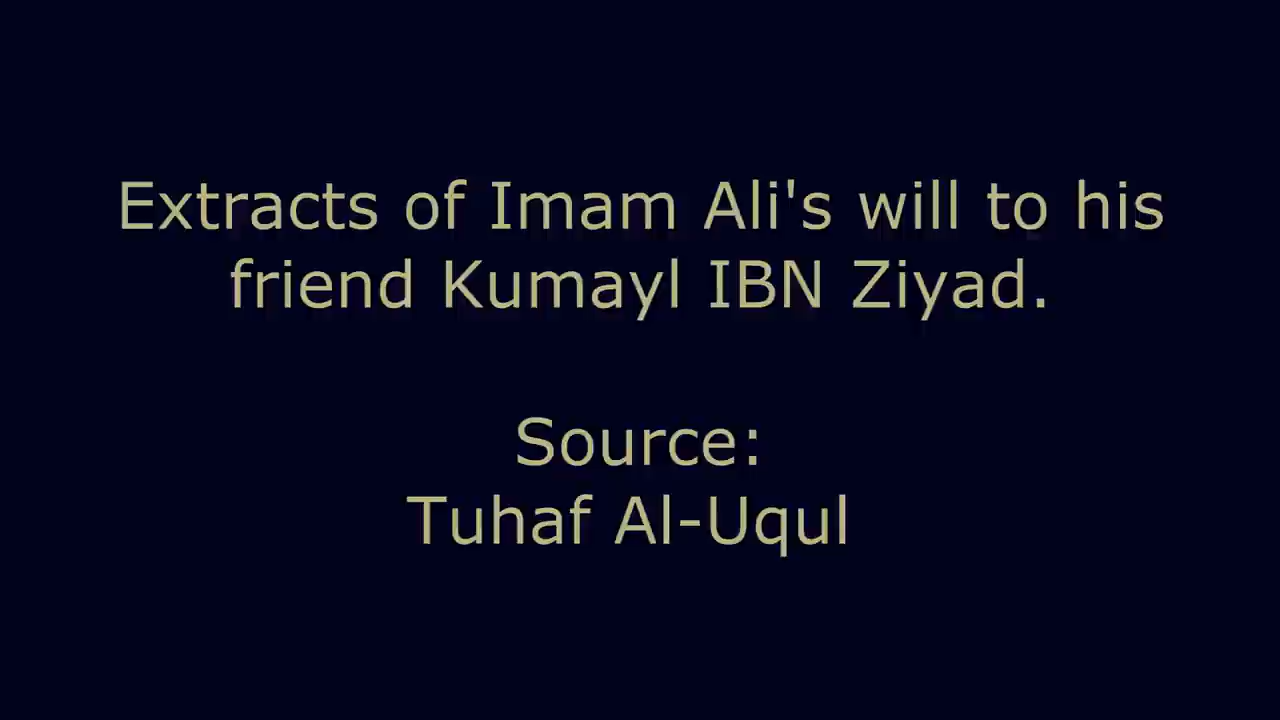 Extracts of Imam Ali's will to his
friend Kumayl IBN Ziyad.
Source:
Tuhaf Al-Uqul